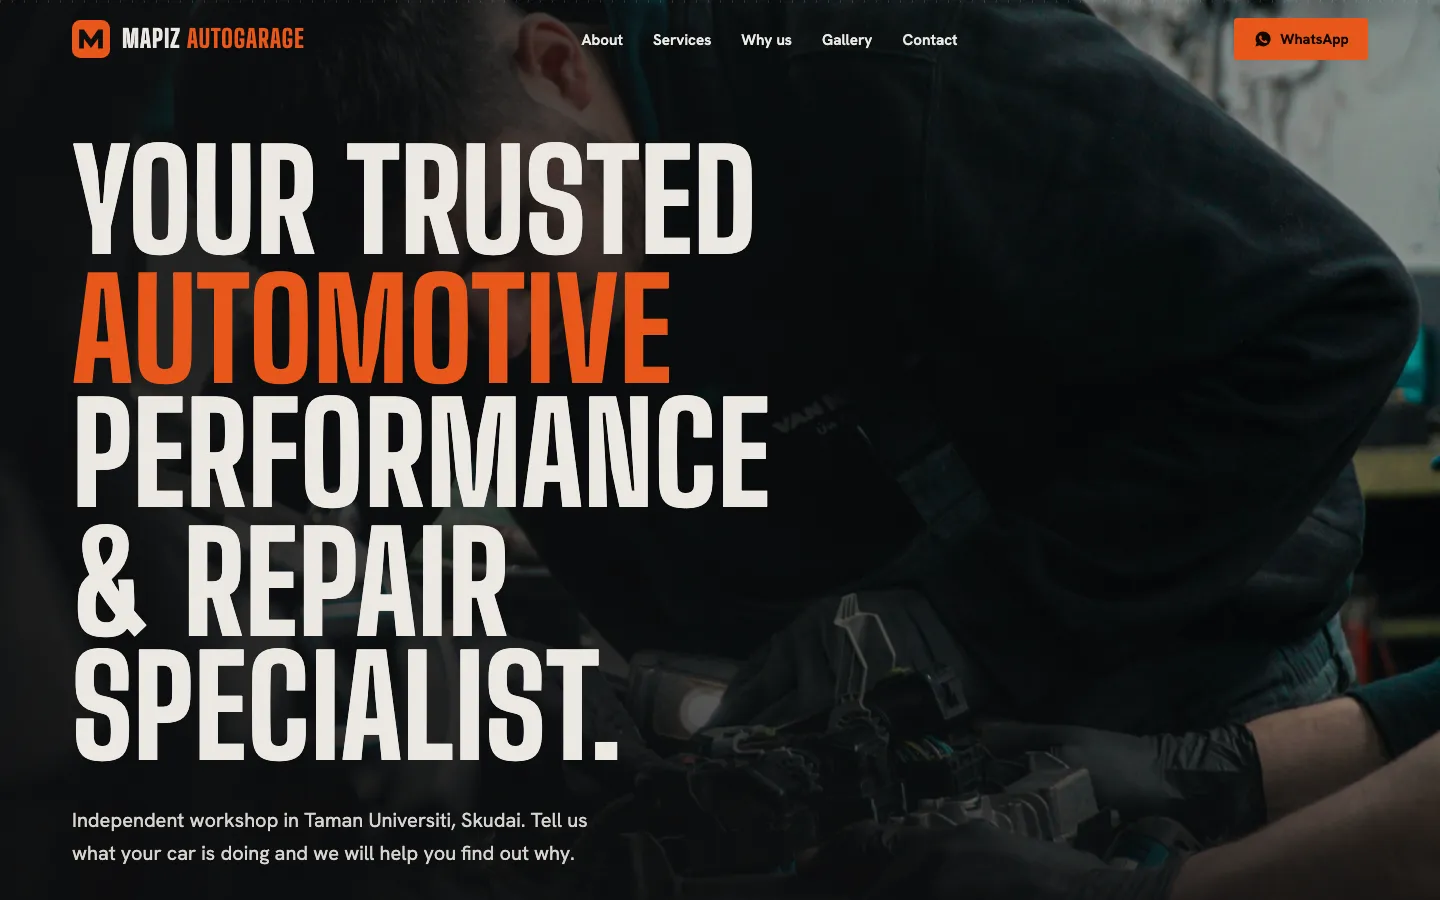 MAPIZ AUTOGARAGE
About
Services
Why us
Gallery
Contact
WhatsApp
YOUR TRUSTED
AUTOMOTIVE
PERFORMANCE
& REPAIR
SPECIALIST.
Independent workshop in Taman Universiti, Skudai. Tell us
what your car is doing and we will help you find out why.